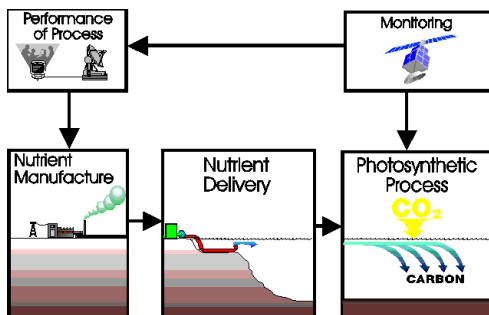 Performance
of Process
Monitoring
Nutrient
Manufacture
Nutrient
Delivery
Photosynthetic
Process
CO2
CARBON